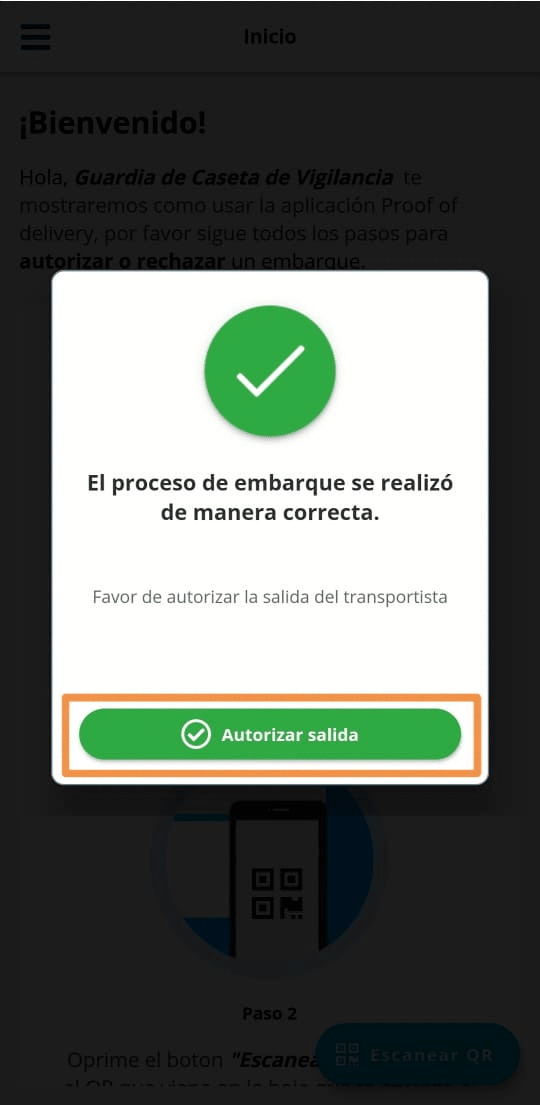 Inicio
¡Bienvenido!
Hola, Guardia de Caseta de Vigilancia te
mostraremos como usar la aplicación Proof of
delivery, por favor sigue todos los pasos para
autorizar o rechazar un embarque.
El proceso de embarque se realizó
de manera correcta.
Favor de autorizar la salida del transportista
Autorizar salida
Paso 2
Oprime el boton "Escanea
Escanear QR
el QR que viene en la hoja que